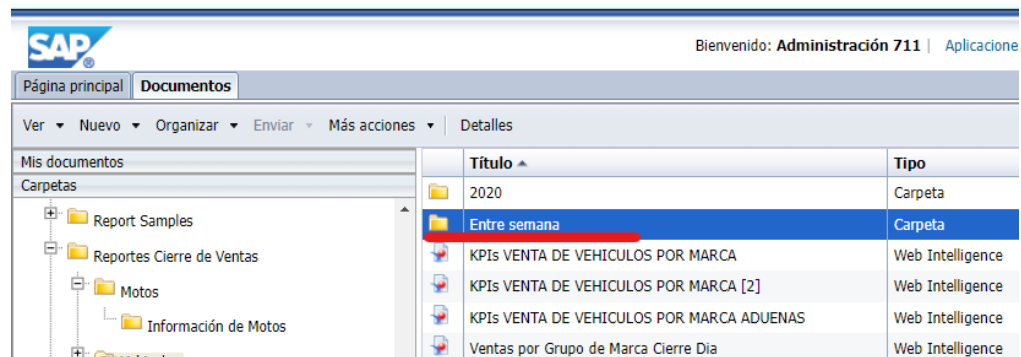 SAP®
Bienvenido: Administración 711 | Aplicacione
Página principal Documentos
Ver Nuevo Organizar Enviar Más acciones Detalles
Mis documentos
Carpetas
Report Samples
Reportes Cierre de Ventas
Motos
Información de Motos
Título Tipo
2020 Carpeta
Entre semana Carpeta
KPIs VENTA DE VEHICULOS POR MARCA Web Intelligence
KPIs VENTA DE VEHICULOS POR MARCA [2] Web Intelligence
KPIs VENTA DE VEHICULOS POR MARCA ADUENAS Web Intelligence
Ventas por Grupo de Marca Cierre Dia Web Intelligence